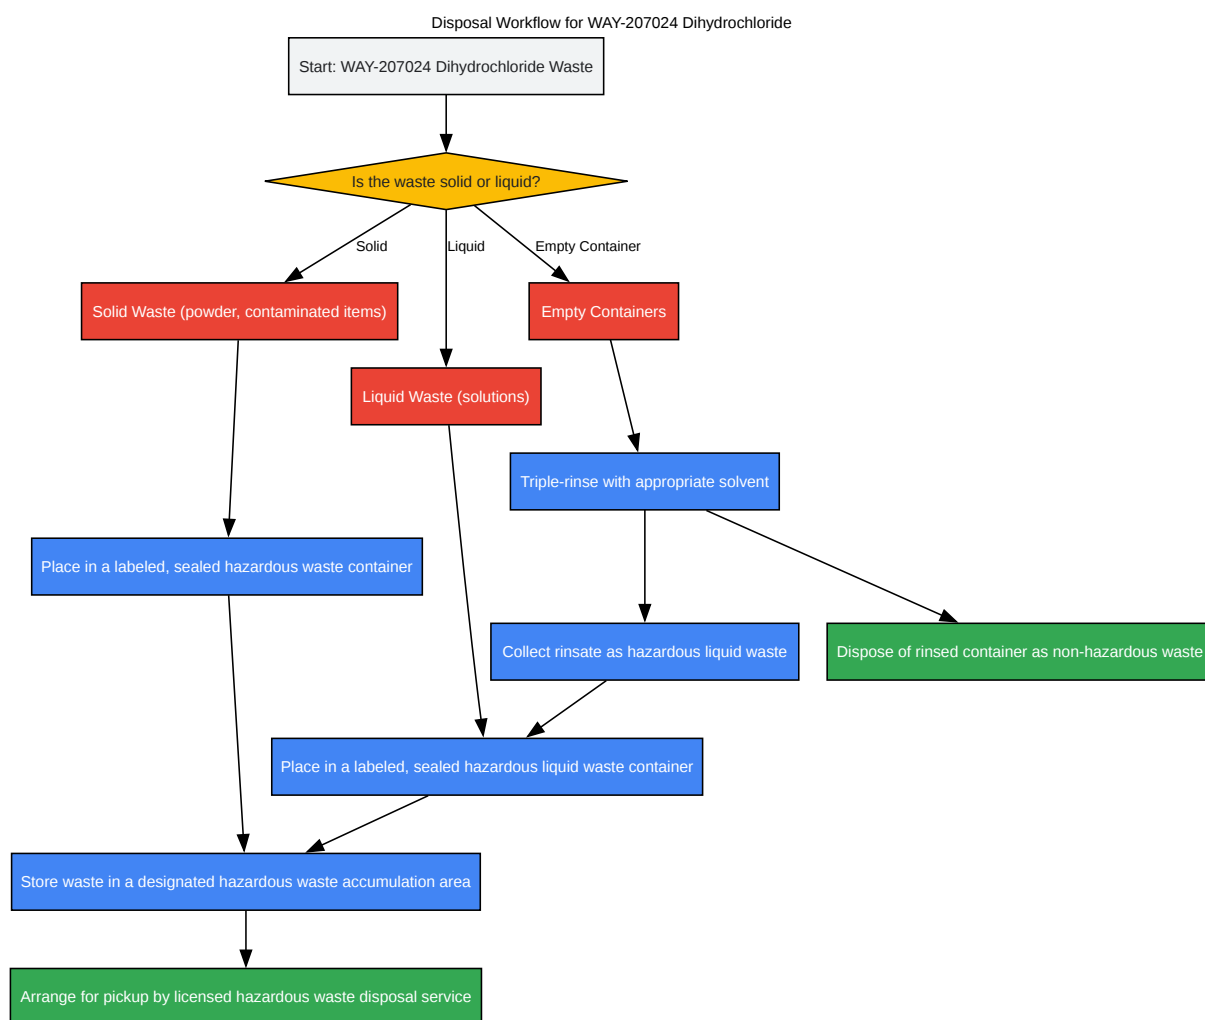 Disposal Workflow for WAY-207024 Dihydrochloride
Start: WAY-207024 Dihydrochloride Waste
Is the waste solid or liquid?
Solid
Liquid
Empty Container
Solid Waste (powder, contaminated items)
Empty Containers
Liquid Waste (solutions)
Triple-rinse with appropriate solvent
Place in a labeled, sealed hazardous waste container
Collect rinsate as hazardous liquid waste
Dispose of rinsed container as non-hazardous waste
Place in a labeled, sealed hazardous liquid waste container
Store waste in a designated hazardous waste accumulation area
Arrange for pickup by licensed hazardous waste disposal service